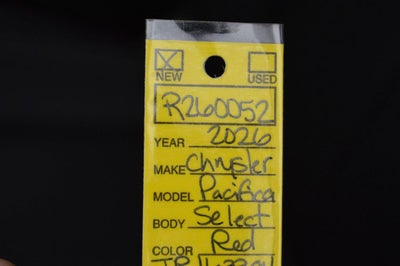 NEW USED
R260052
YEAR 2026
MAKE Chrysler
MODEL Pacifica
BODY Select
COLOR Red